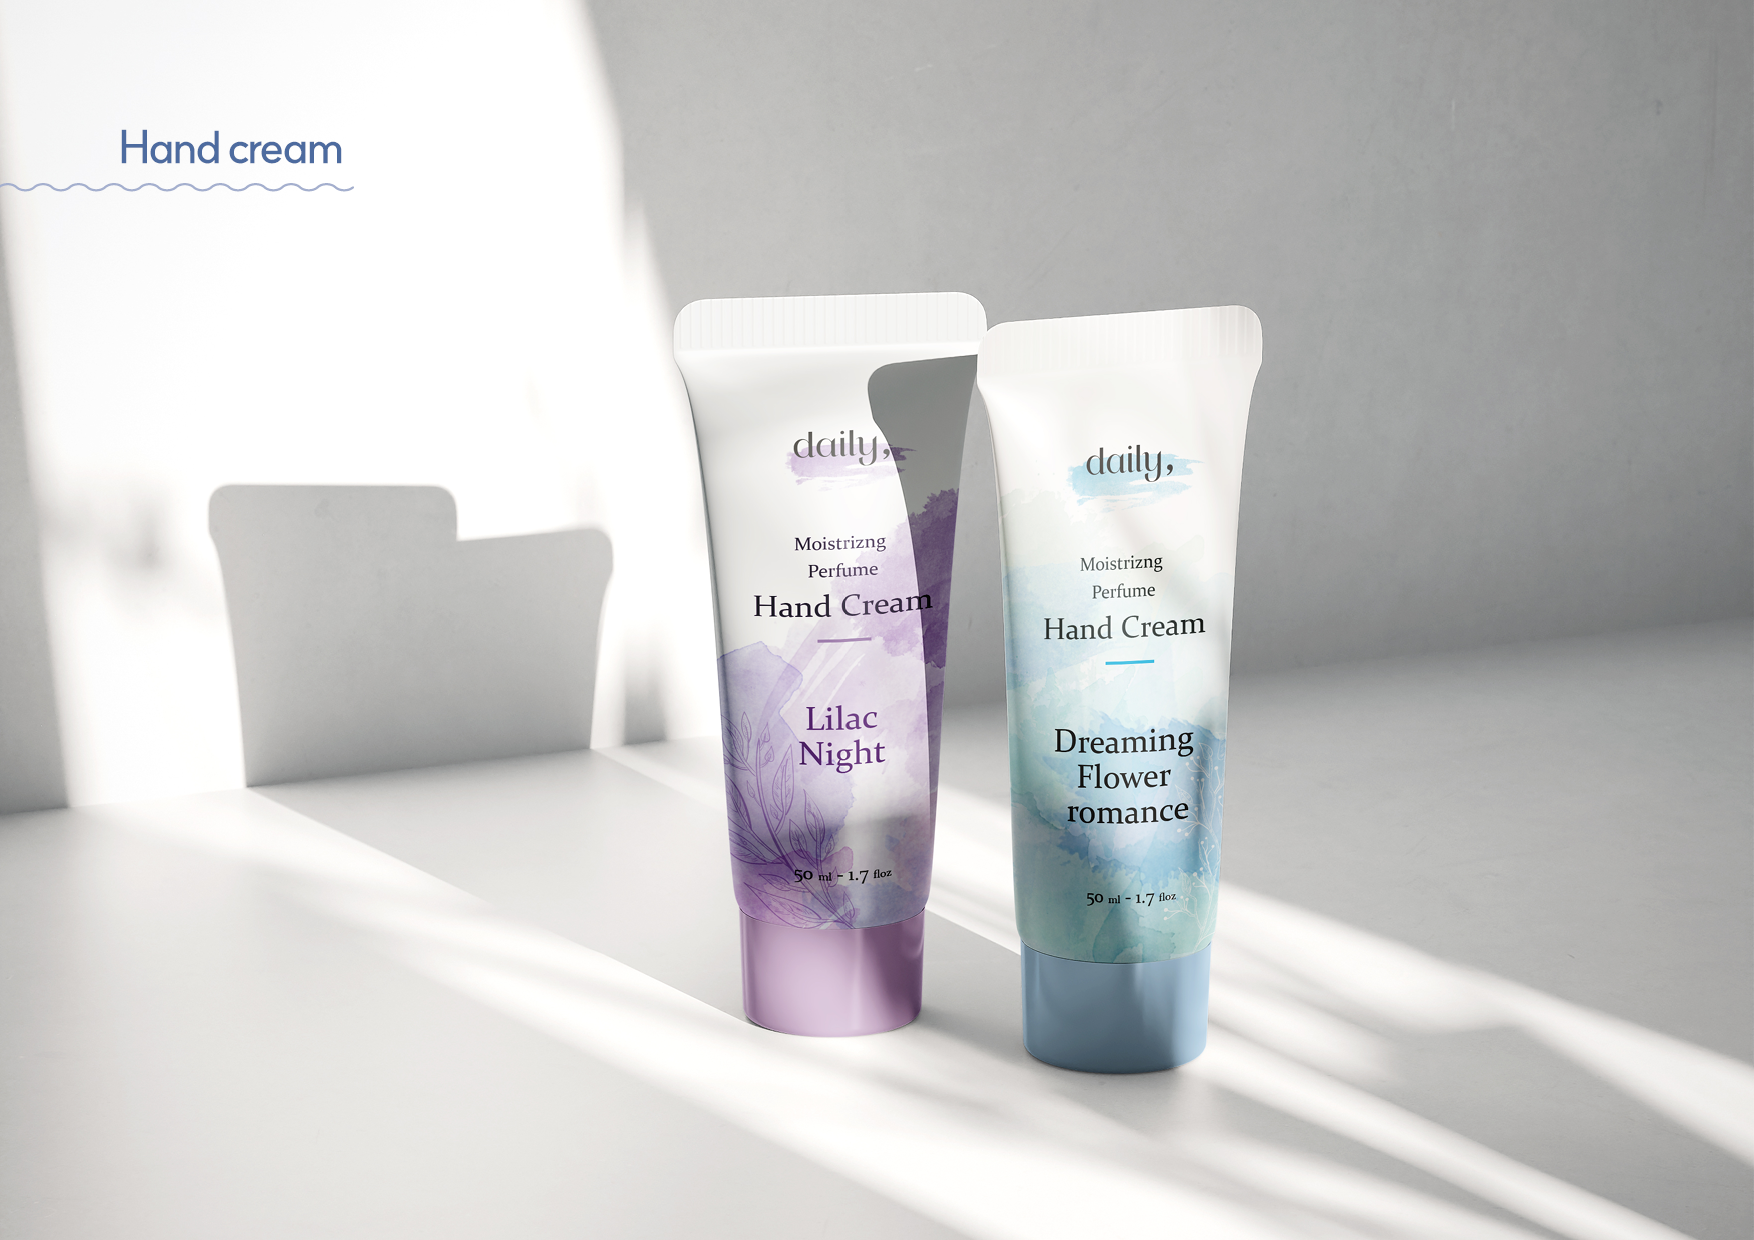 Hand cream
daily,
Moistrizng
Perfume
Hand Cream
Lilac
Night
50 ml - 1.7 floz
daily,
Moistrizng
Perfume
Hand Cream
Dreaming
Flower
romance
50 ml - 1.7 floz